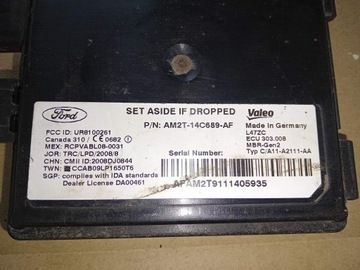 Ford
SET ASIDE IF DROPPED
Valeo
P/N: AM2T-14C689-AF
Made in Germany
L47ZC
ECU 303.008
MBR-Gen2
Typ C/A11-A2111-AA
FCC ID: UR8100261
Canada 310 / CE 0682 !
MEX: RCPVABL08-0031
JOR: TRC/LPD/2008/8
CHN: CMII ID:2008DJ0844
TWN: CCAB09LP1650T6
SGP: complies with IDA standards
Dealer License DA00461
Serial Number:
AFAM2T9111405935